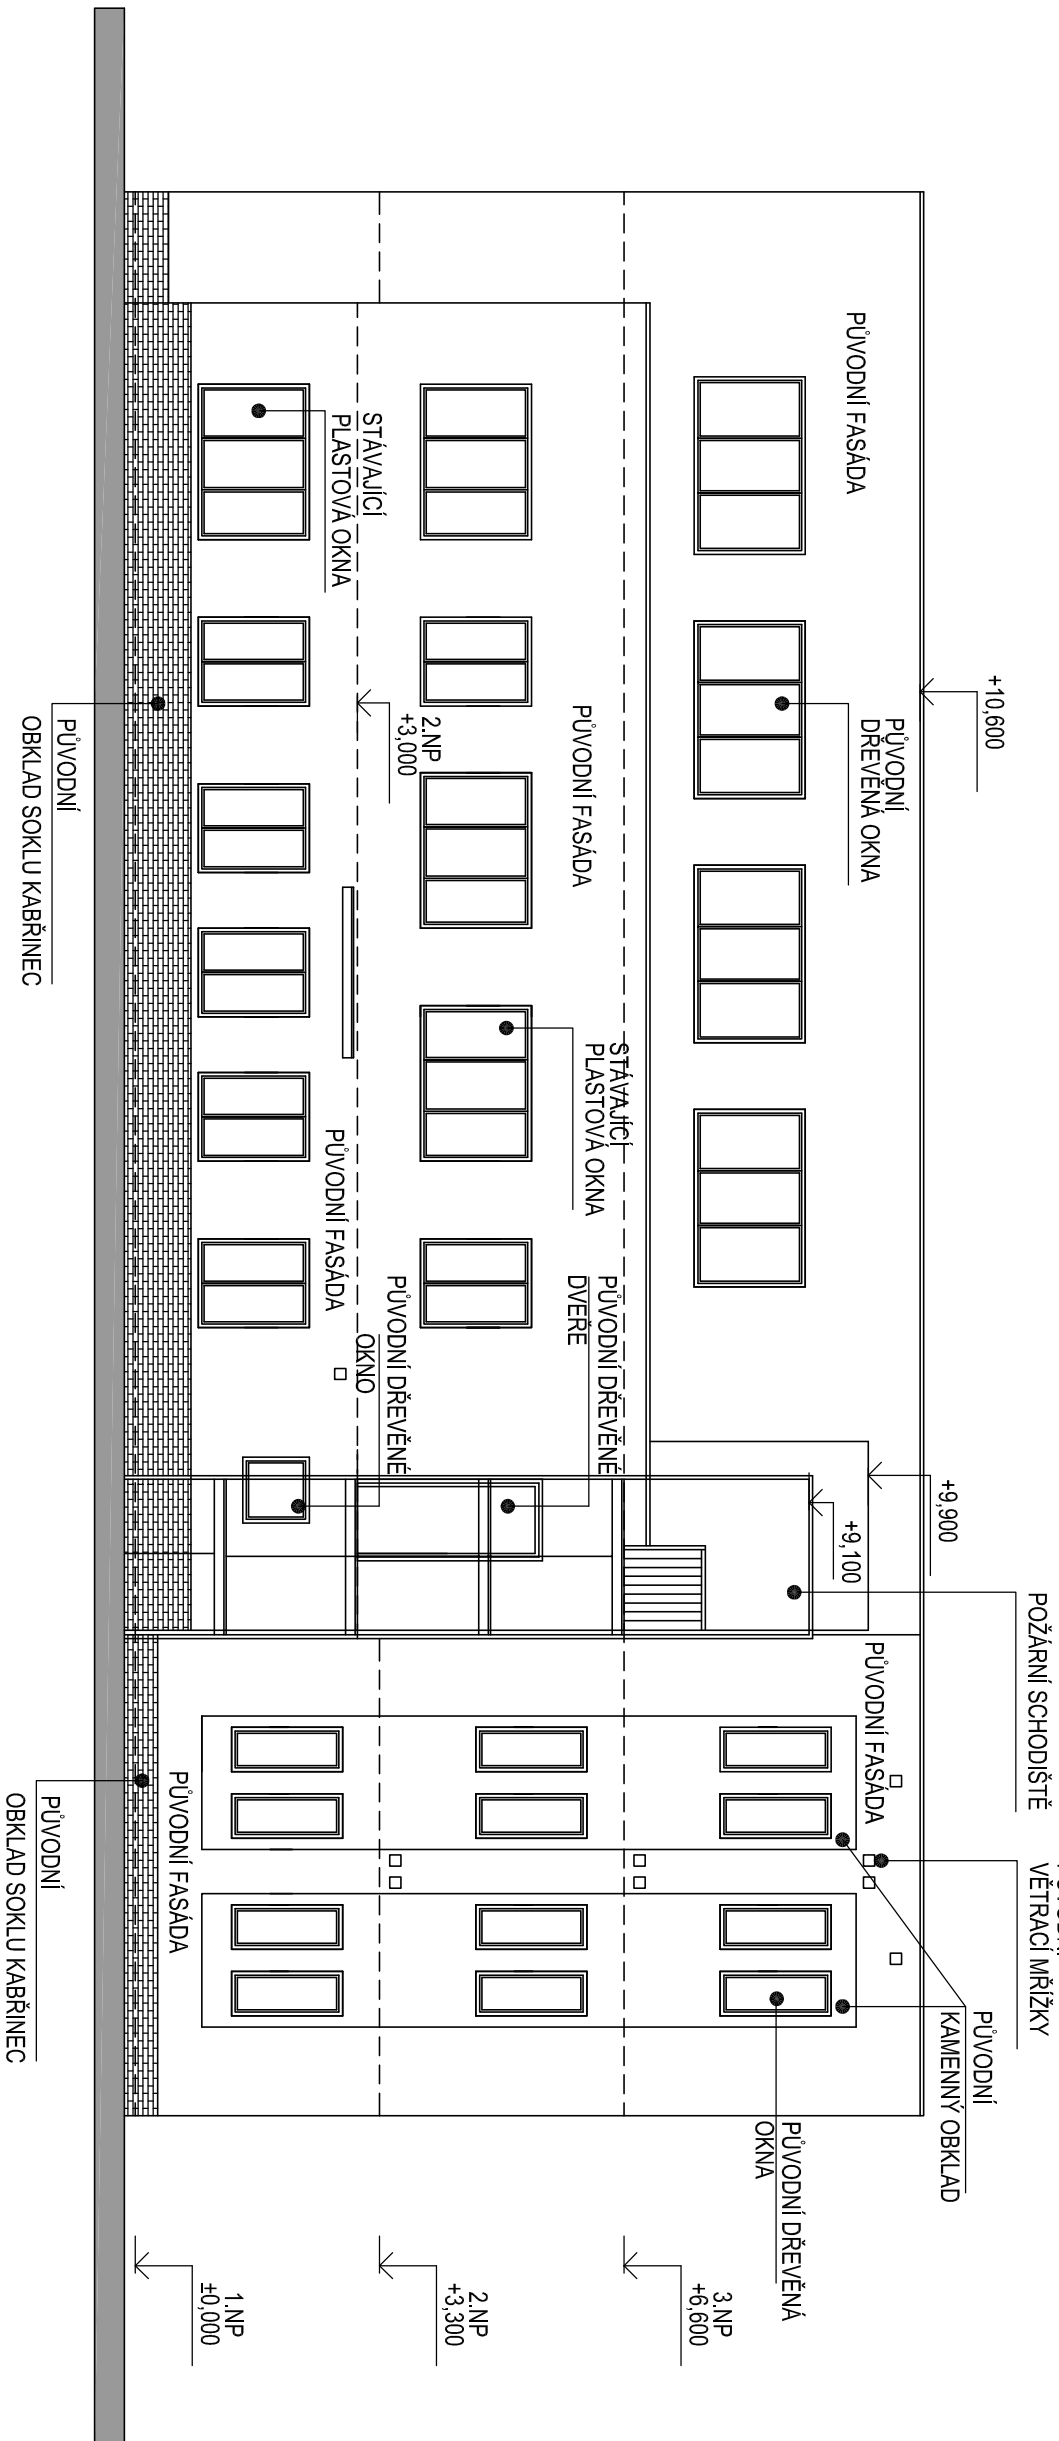 +10,600
PŮVODNÍ FASÁDA
PŮVODNÍ
DŘEVĚNÁ OKNA
+9,900
+9,100
POŽÁRNÍ SCHODIŠTĚ
VĚTRACÍ MŘÍŽKY
PŮVODNÍ
KAMENNÝ OBKLAD
PŮVODNÍ FASÁDA
PŮVODNÍ DŘEVĚNÁ
OKNA
STÁVAJÍCÍ
PLASTOVÁ OKNA
2.NP
+3,000
PŮVODNÍ FASÁDA
STÁVAJÍCÍ
PLASTOVÁ OKNA
PŮVODNÍ DŘEVĚNÉ
DVEŘE
PŮVODNÍ DŘEVĚNÉ
OKNO
PŮVODNÍ FASÁDA
PŮVODNÍ FASÁDA
3.NP
+6,600
2.NP
+3,300
1.NP
±0,000
PŮVODNÍ
OBKLAD SOKLU KABŘINEC
PŮVODNÍ
OBKLAD SOKLU KABŘINEC